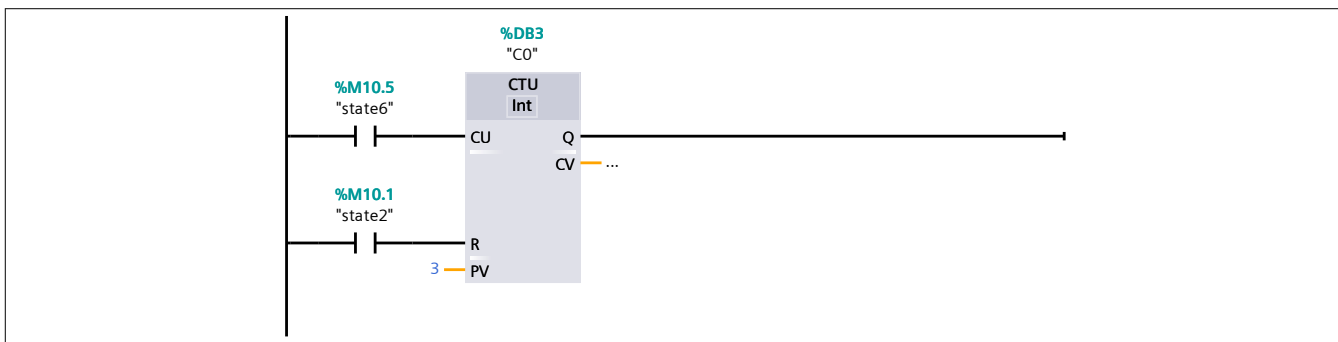 %DB3
"C0"
%M10.5
"state6"
CTU
Int
CU Q
CV ...
%M10.1
"state2"
R
3 PV